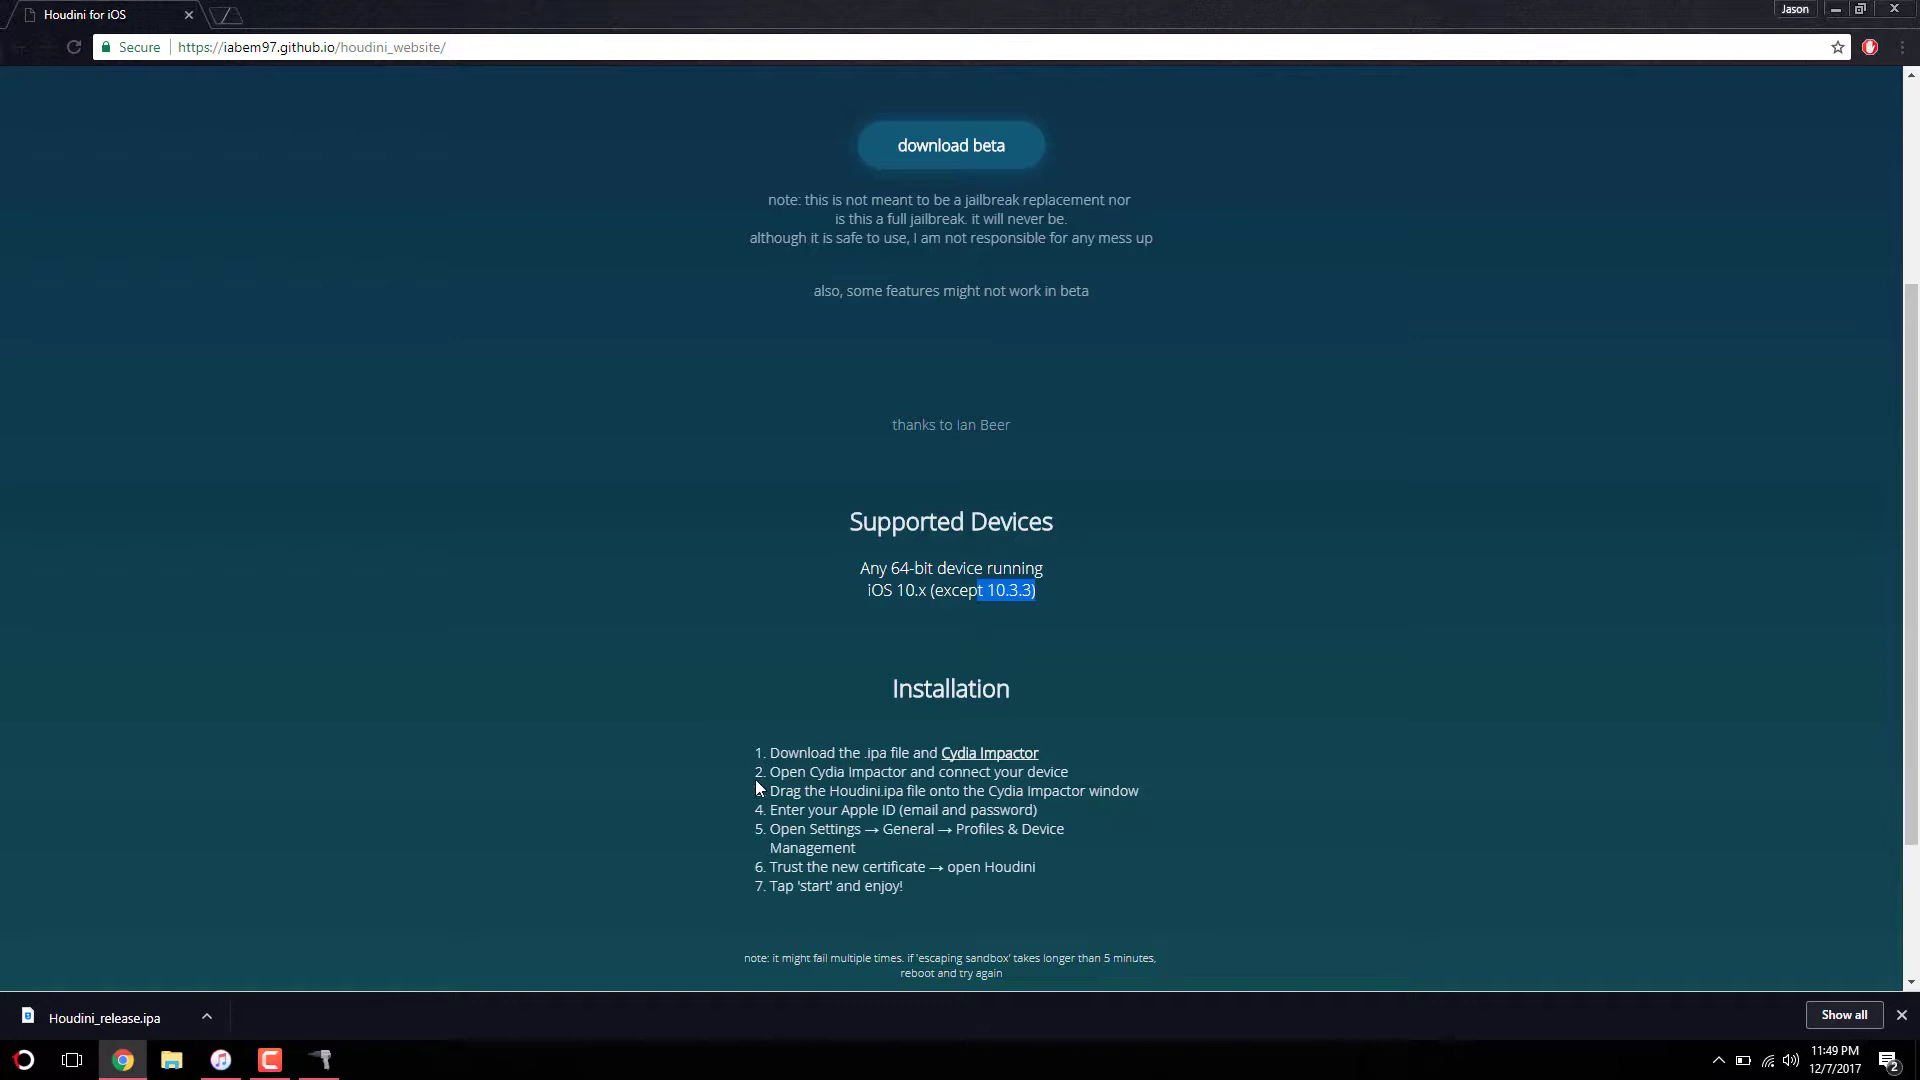 Houdini for iOS
Jason
Secure
https://iabem97.github.io/houdini_website/
download beta
note: this is not meant to be a jailbreak replacement nor
is this a full jailbreak. it will never be.
although it is safe to use, I am not responsible for any mess up
also, some features might not work in beta
thanks to Ian Beer
Supported Devices
Any 64-bit device running
iOS 10.x (except 10.3.3)
Installation
1. Download the .ipa file and Cydia Impactor
2. Open Cydia Impactor and connect your device
Drag the Houdini.ipa file onto the Cydia Impactor window
4. Enter your Apple ID (email and password)
5. Open Settings → General → Profiles & Device
Management
6. Trust the new certificate → open Houdini
7. Tap 'start' and enjoy!
note: it might fail multiple times. if 'escaping sandbox' takes longer than 5 minutes,
reboot and try again
Houdini_release.ipa
Show all
11:49 PM
12/7/2017
2